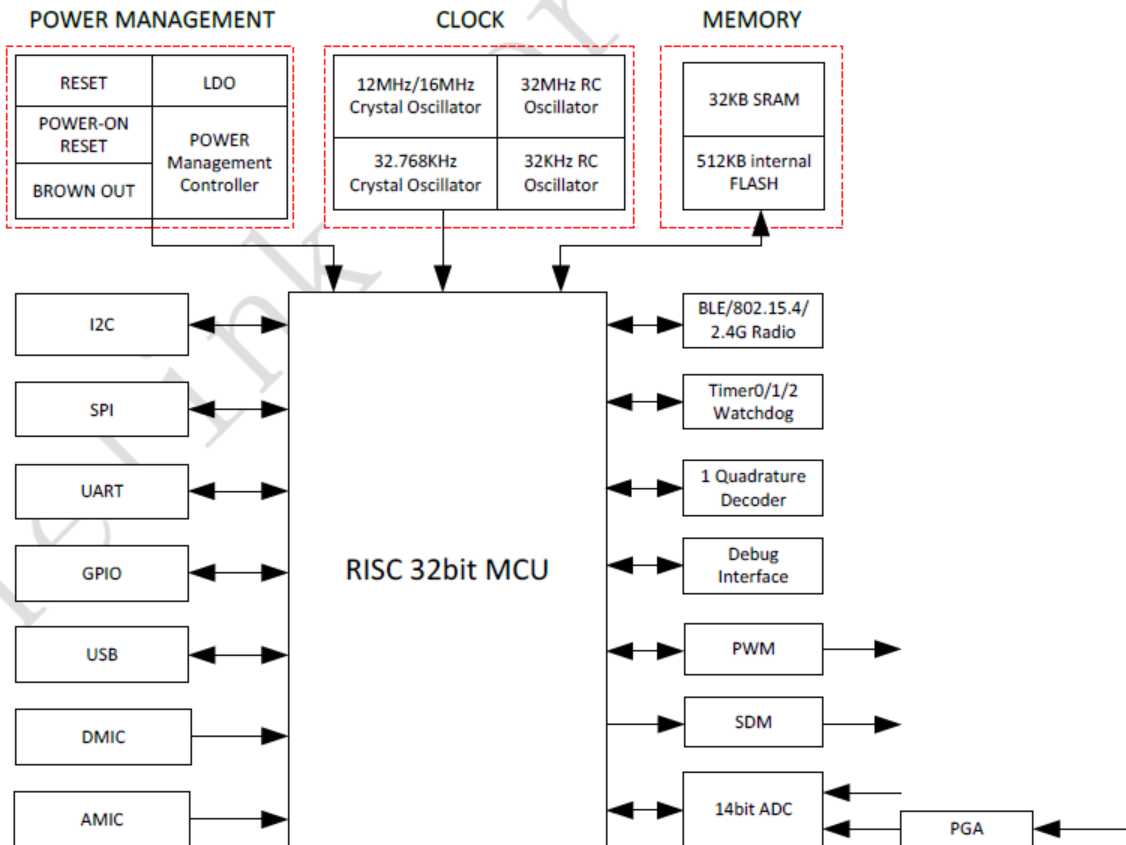 POWER MANAGEMENT
CLOCK
MEMORY
RESET
LDO
POWER-ON
RESET
POWER
Management
Controller
BROWN OUT
12MHz/16MHz
Crystal Oscillator
32MHz RC
Oscillator
32.768KHz
Crystal Oscillator
32KHz RC
Oscillator
32KB SRAM
512KB internal
FLASH
I2C
SPI
UART
GPIO
USB
DMIC
AMIC
RISC 32bit MCU
BLE/802.15.4/
2.4G Radio
Timer0/1/2
Watchdog
1 Quadrature
Decoder
Debug
Interface
PWM
SDM
14bit ADC
PGA